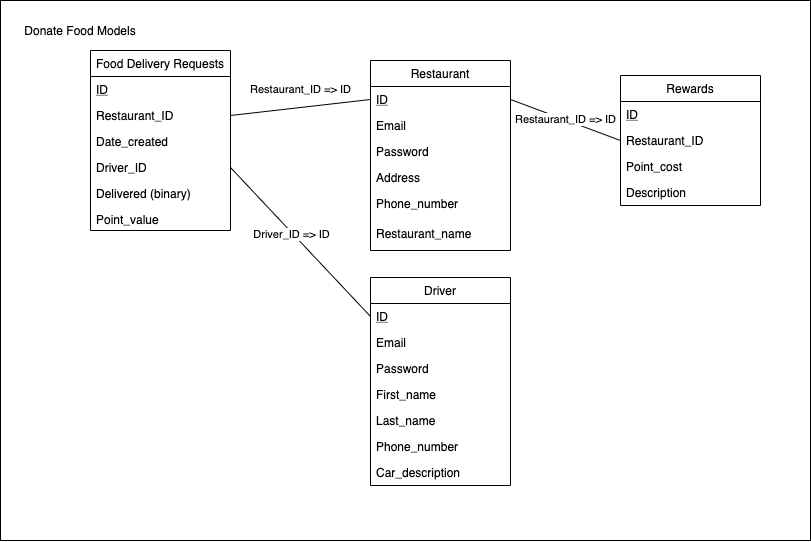 Donate Food Models
Food Delivery Requests
ID
Restaurant_ID
Date_created
Driver_ID
Delivered (binary)
Point_value
Restaurant_ID => ID
Restaurant
ID
Email
Password
Address
Phone_number
Restaurant_name
Restaurant_ID => ID
Rewards
ID
Restaurant_ID
Point_cost
Description
Driver_ID => ID
Driver
ID
Email
Password
First_name
Last_name
Phone_number
Car_description